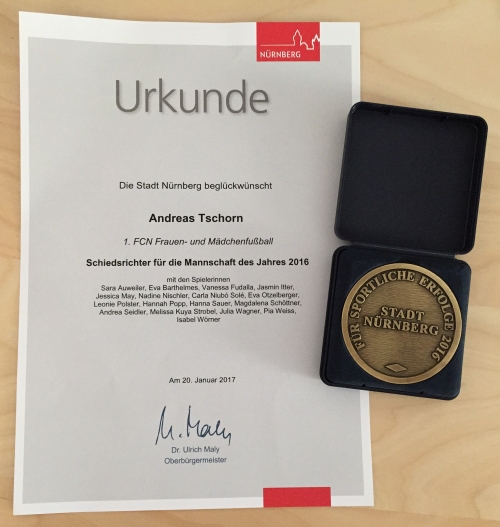 NÜRNBERG
Urkunde
Die Stadt Nürnberg beglückwünscht
Andreas Tschorn
1. FCN Frauen- und Mädchenfußball
Schiedsrichter für die Mannschaft des Jahres 2016
mit den Spielerinnen
Sara Auweiler, Eva Barthelmes, Vanessa Fudalla, Jasmin Itter,
Jessica May, Nadine Nischler, Carla Niubó Solé, Eva Otzelberger,
Leonie Polster, Hannah Popp, Hanna Sauer, Magdalena Schöttner,
Andrea Seidler, Melissa Kuya Strobel, Julia Wagner, Pia Weiss,
Isabel Wörner
Am 20. Januar 2017
U. Maly
Dr. Ulrich Maly
Oberbürgermeister
FÜR SPORTLICHE ERFOLGE 2016
STADT
NÜRNBERG